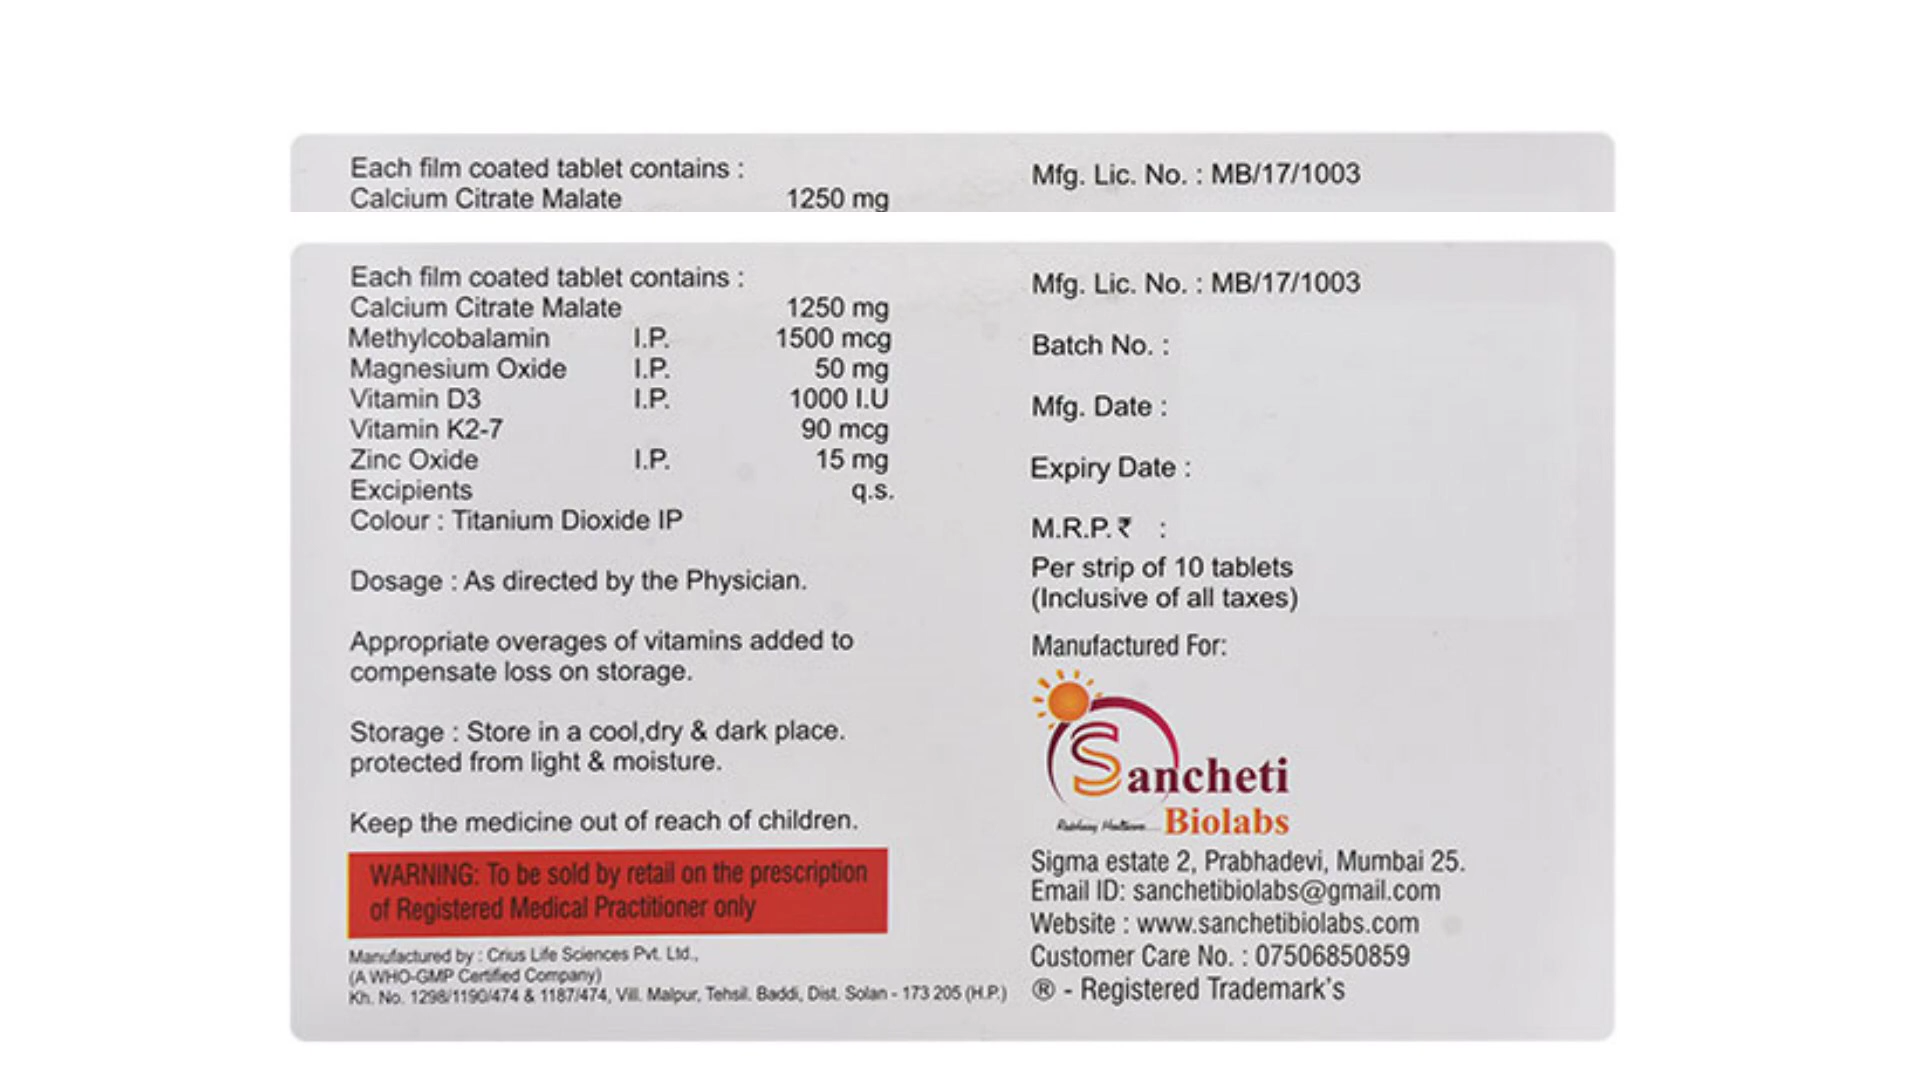 Each film coated tablet contains :
Calcium Citrate Malate 1250 mg
Mfg. Lic. No. : MB/17/1003
Each film coated tablet contains :
Calcium Citrate Malate 1250 mg
Methylcobalamin I.P. 1500 mcg
Magnesium Oxide I.P. 50 mg
Vitamin D3 I.P. 1000 I.U
Vitamin K2-7 90 mcg
Zinc Oxide I.P. 15 mg
Excipients q.s.
Colour : Titanium Dioxide IP
Dosage : As directed by the Physician.
Appropriate overages of vitamins added to
compensate loss on storage.
Storage : Store in a cool,dry & dark place.
protected from light & moisture.
Keep the medicine out of reach of children.
WARNING: To be sold by retail on the prescription
of Registered Medical Practitioner only
Manufactured by : Crius Life Sciences Pvt. Ltd.,
(A WHO-GMP Certified Company)
Kh. No. 1298/1190/474 & 1187/474, Vill. Malpur, Tehsil. Baddi, Dist. Solan - 173 205 (H.P.)
Mfg. Lic. No. : MB/17/1003
Batch No. :
Mfg. Date :
Expiry Date :
M.R.P. ₹ :
Per strip of 10 tablets
(Inclusive of all taxes)
Manufactured For:
Sancheti
Biolabs
Sigma estate 2, Prabhadevi, Mumbai 25.
Email ID: sanchetibiolabs@gmail.com
Website : www.sanchetibiolabs.com
Customer Care No. : 07506850859
® - Registered Trademark's